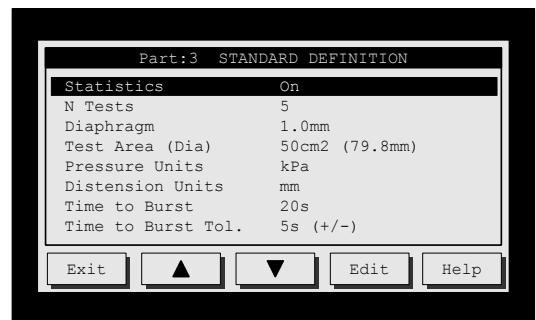 Part:3 STANDARD DEFINITION
Statistics On
N Tests 5
Diaphragm 1.0mm
Test Area (Dia) 50cm2 (79.8mm)
Pressure Units kPa
Distension Units mm
Time to Burst 20s
Time to Burst Tol. 5s (+/-)
Exit ▲ ▼ Edit Help